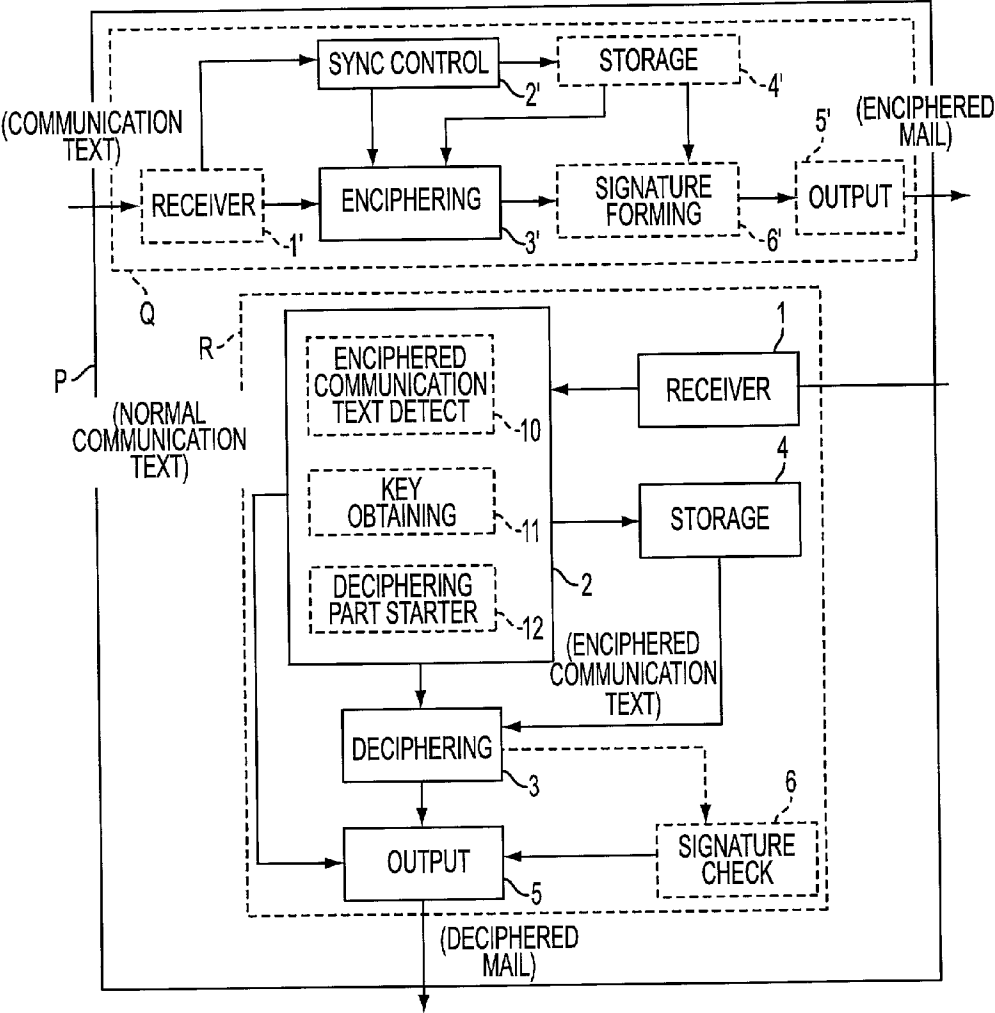 SYNC CONTROL
2'
STORAGE
4'
(COMMUNICATION
TEXT)
(ENCIPHERED
MAIL)
5'
RECEIVER
1'
ENCIPHERING
3'
SIGNATURE
FORMING
6'
OUTPUT
Q
R
P
(NORMAL
COMMUNICATION
TEXT)
ENCIPHERED
COMMUNICATION
TEXT DETECT
10
1
RECEIVER
KEY
OBTAINING
11
4
STORAGE
DECIPHERING
PART STARTER
12
2
(ENCIPHERED
COMMUNICATION
TEXT)
DECIPHERING
3
6
SIGNATURE
CHECK
OUTPUT
5
(DECIPHERED
MAIL)